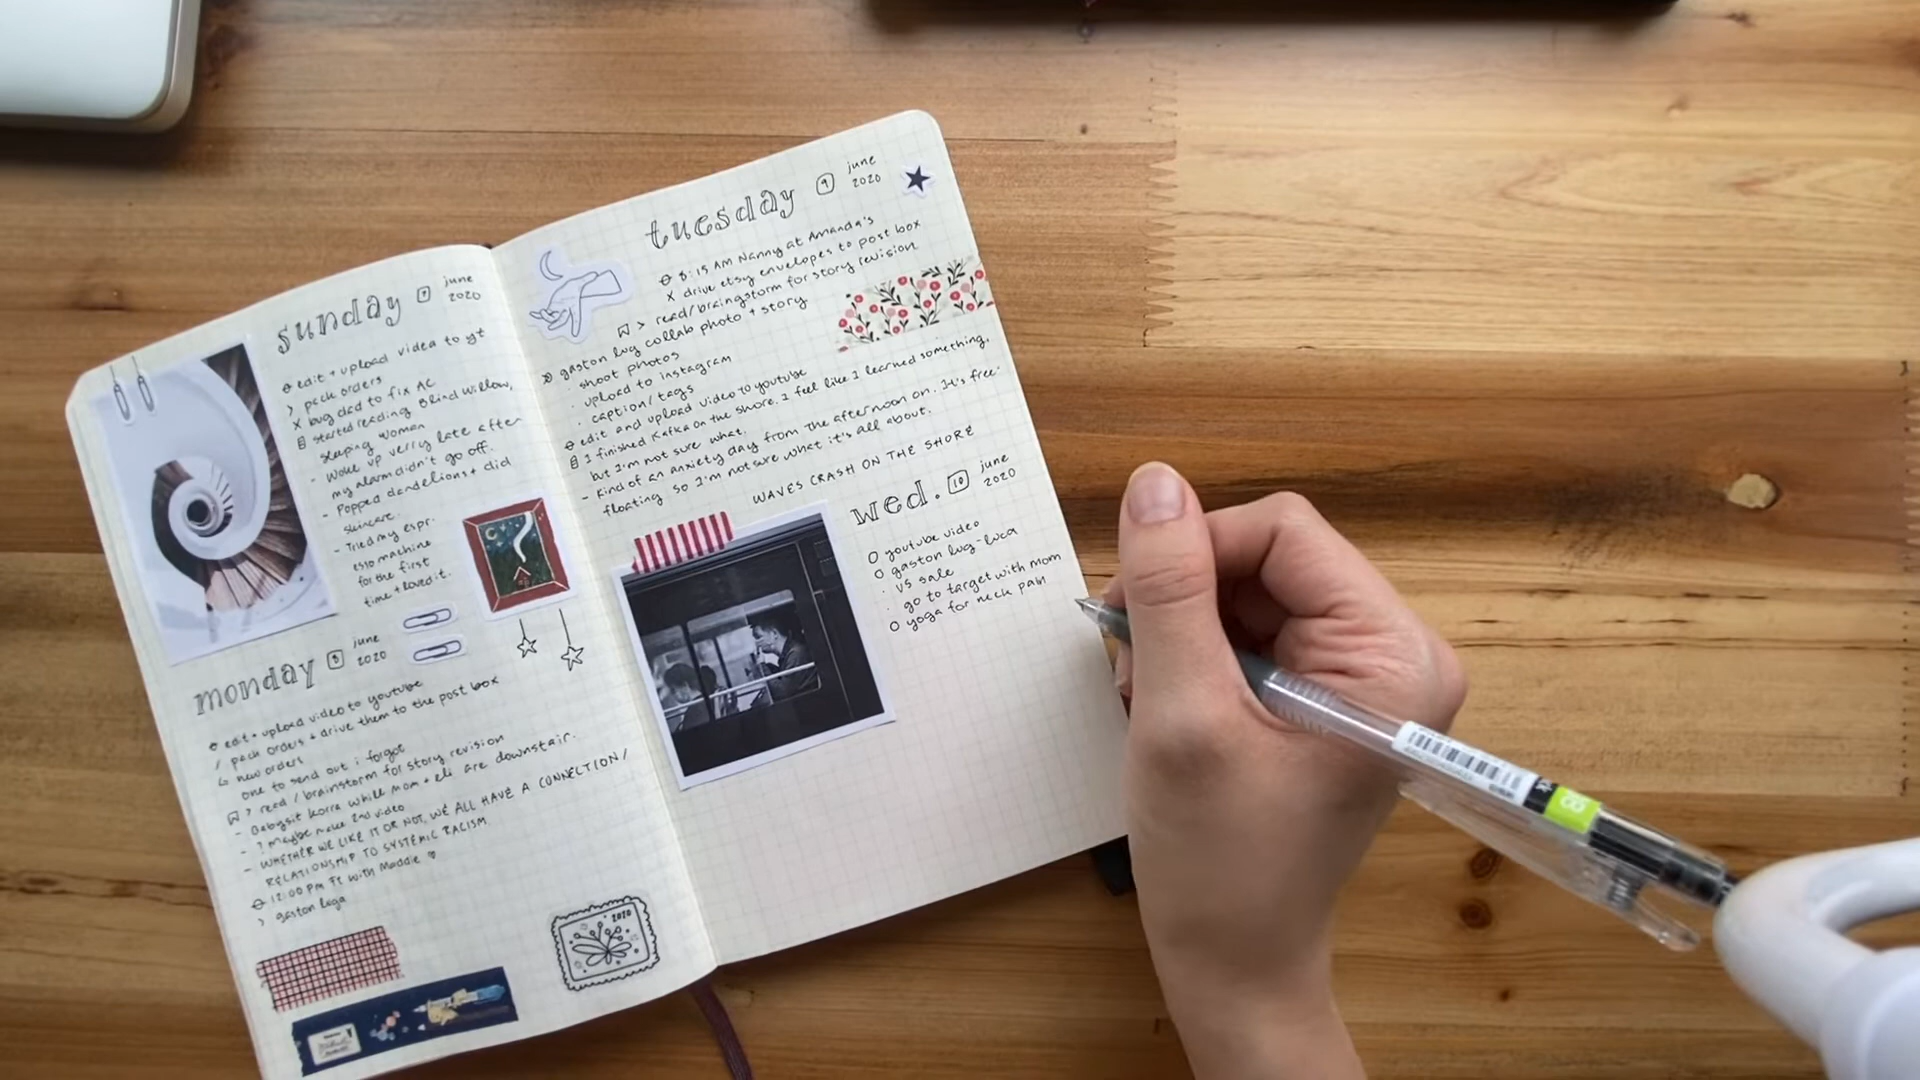 sunday 7 june
2020
edit + upload video to yt
> pack orders
x bug dad to fix AC
started reading Blind Willow,
Sleeping Woman
- Woke up verry late after
my alarm didn't go off.
- Popped dandelions + did
skincare.
- Tried my espr.
esso machine
for the first
time + loved it.
monday 8 june
2020
edit + upload video to youtube
/ pack orders + drive them to the post box
↳ new orders
one to send out i forgot
> read / brainstorm for story revision
- Babysit Korra while mom + eli are downstair.
- ? maybe make 2nd video
- WHETHER WE LIKE IT OR NOT, WE ALL HAVE A CONNECTION /
RELATIONSHIP TO SYSTEMIC RACISM.
12:00 PM Ft with Maddie ♡
> gaston luga
2020
tuesday 9 june
2020
8:15 AM Nanny at Amanda's
x drive etsy envelopes to post box
> read/brainstorm for story revision
gaston lug collab photo + story
· shoot photos
· upload to instagram
· caption/tags
edit and upload video to youtube
I finished Kafka on the Shore. I feel like I learned something,
but I'm not sure what.
- Kind of an anxiety day from the afternoon on. It's free-
floating so I'm not sure what it's all about.
WAVES CRASH ON THE SHORE
wed. 10 june
2020
O youtube video
O gaston lug-luca
· vs sale
· go to target with mom
O yoga for neck pain
8